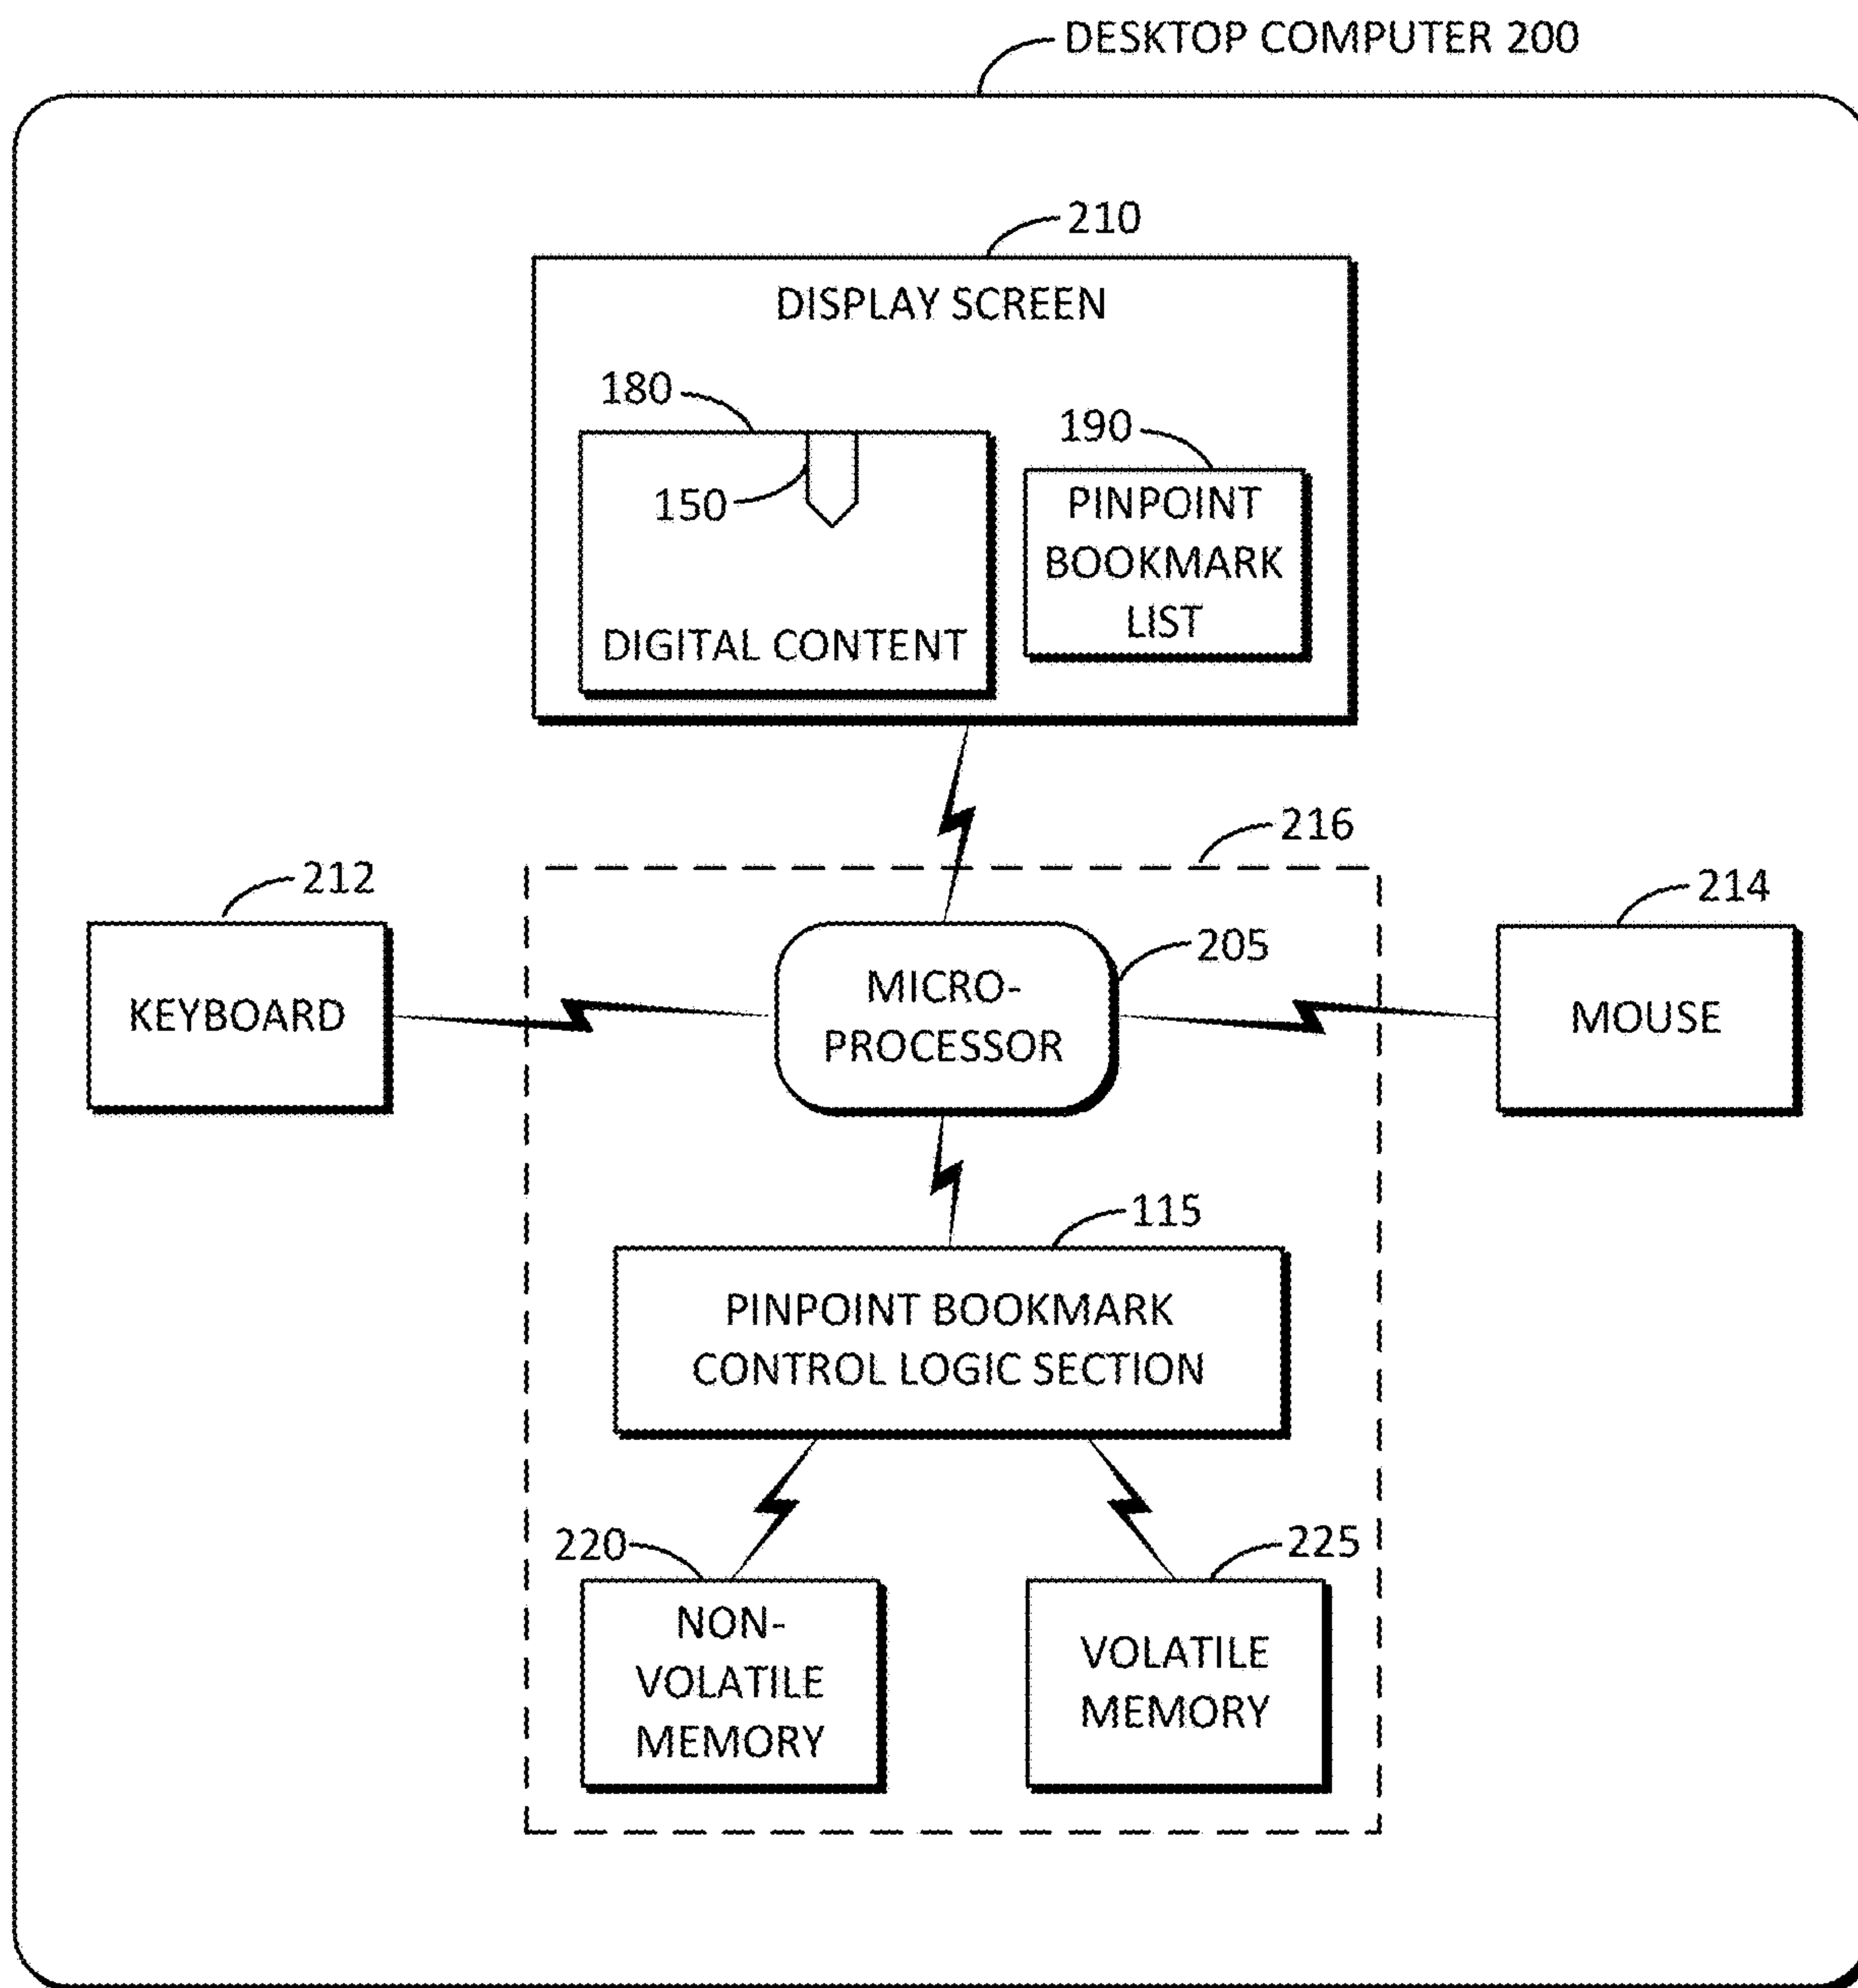 DESKTOP COMPUTER 200
210
DISPLAY SCREEN
180
190
150
PINPOINT
BOOKMARK
LIST
DIGITAL CONTENT
216
212
214
205
KEYBOARD
MICRO-
PROCESSOR
MOUSE
115
PINPOINT BOOKMARK
CONTROL LOGIC SECTION
220
225
NON-
VOLATILE
MEMORY
VOLATILE
MEMORY